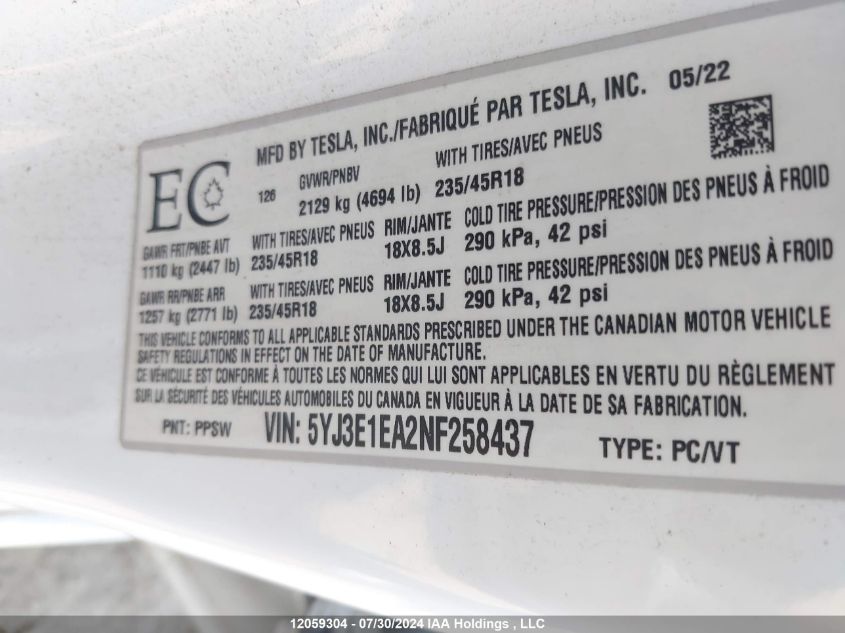 MFD BY TESLA, INC./FABRIQUÉ PAR TESLA, INC. 05/22
EC
126 GVWR/PNBV WITH TIRES/AVEC PNEUS
2129 kg (4694 lb) 235/45R18
GAWR FRT/PNBE AVT WITH TIRES/AVEC PNEUS RIM/JANTE COLD TIRE PRESSURE/PRESSION DES PNEUS À FROID
1110 kg (2447 lb) 235/45R18 18X8.5J 290 kPa, 42 psi
GAWR RR/PNBE ARR WITH TIRES/AVEC PNEUS RIM/JANTE COLD TIRE PRESSURE/PRESSION DES PNEUS À FROID
1257 kg (2771 lb) 235/45R18 18X8.5J 290 kPa, 42 psi
THIS VEHICLE CONFORMS TO ALL APPLICABLE STANDARDS PRESCRIBED UNDER THE CANADIAN MOTOR VEHICLE
SAFETY REGULATIONS IN EFFECT ON THE DATE OF MANUFACTURE.
CE VÉHICULE EST CONFORME À TOUTES LES NORMES QUI LUI SONT APPLICABLES EN VERTU DU RÈGLEMENT
SUR LA SÉCURITÉ DES VÉHICULES AUTOMOBILES DU CANADA EN VIGUEUR À LA DATE DE SA FABRICATION.
PNT: PPSW VIN: 5YJ3E1EA2NF258437 TYPE: PC/VT
12059304 - 07/30/2024 IAA Holdings , LLC